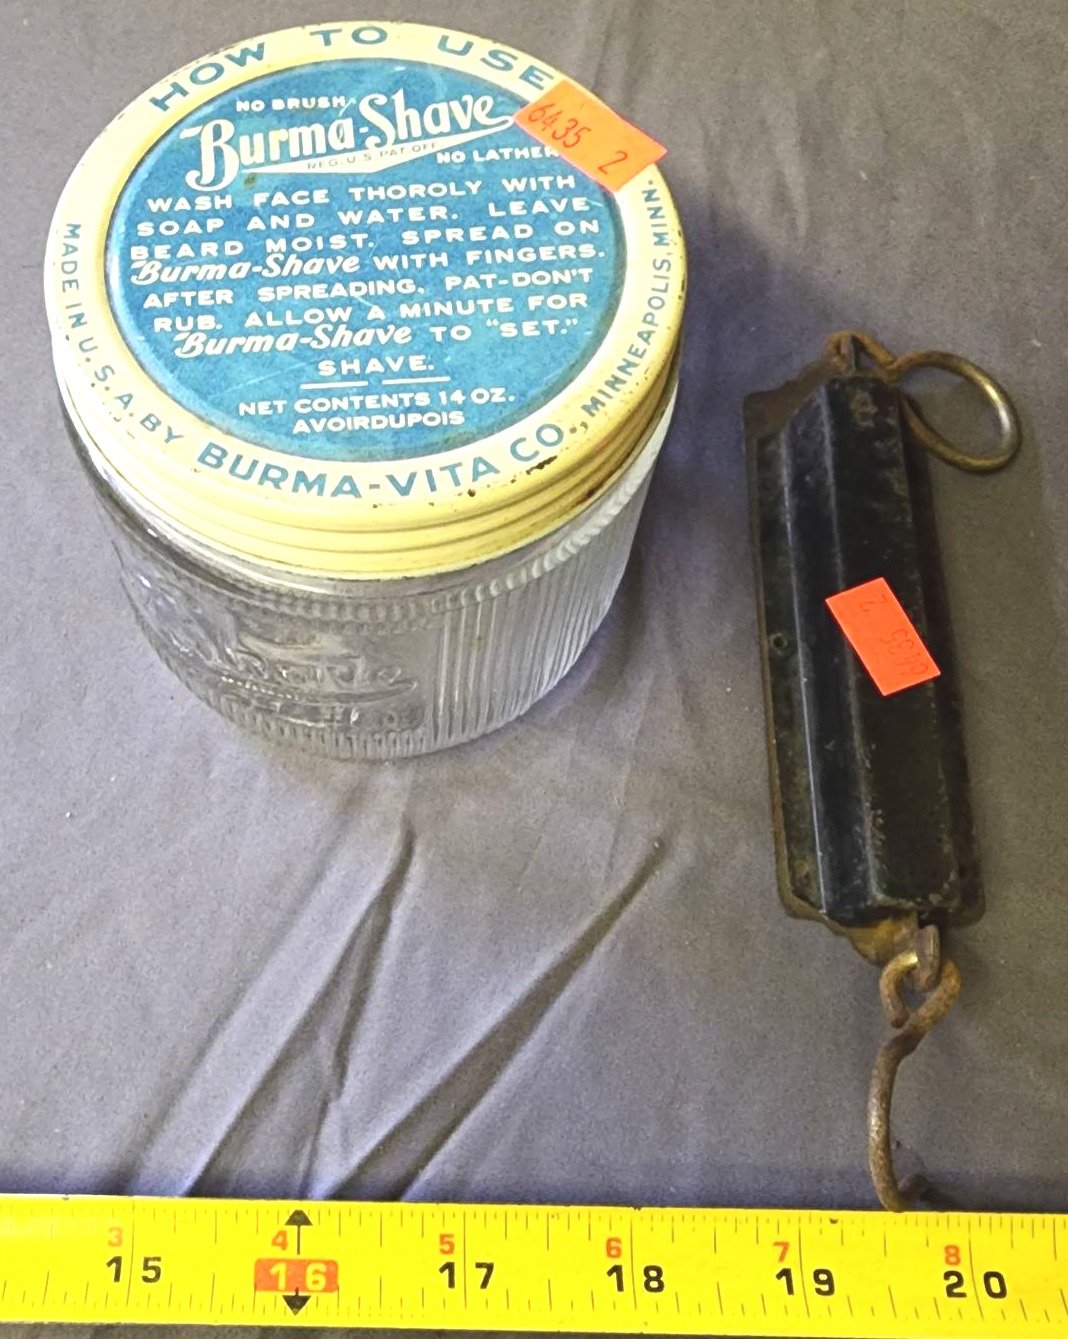 HOW TO USE
NO BRUSH
Burma-Shave
REG. U.S. PAT. OFF.
NO LATHER
WASH FACE THOROLY WITH
SOAP AND WATER. LEAVE
BEARD MOIST. SPREAD ON
Burma-Shave WITH FINGERS.
AFTER SPREADING, PAT-DON'T
RUB. ALLOW A MINUTE FOR
Burma-Shave TO "SET."
SHAVE.
NET CONTENTS 14 OZ.
AVOIRDUPOIS
MADE IN U.S.A. BY BURMA-VITA CO., MINNEAPOLIS, MINN.
6435 2
Shave
6435 2
3 4 5 6 7 8
15 16 17 18 19 20